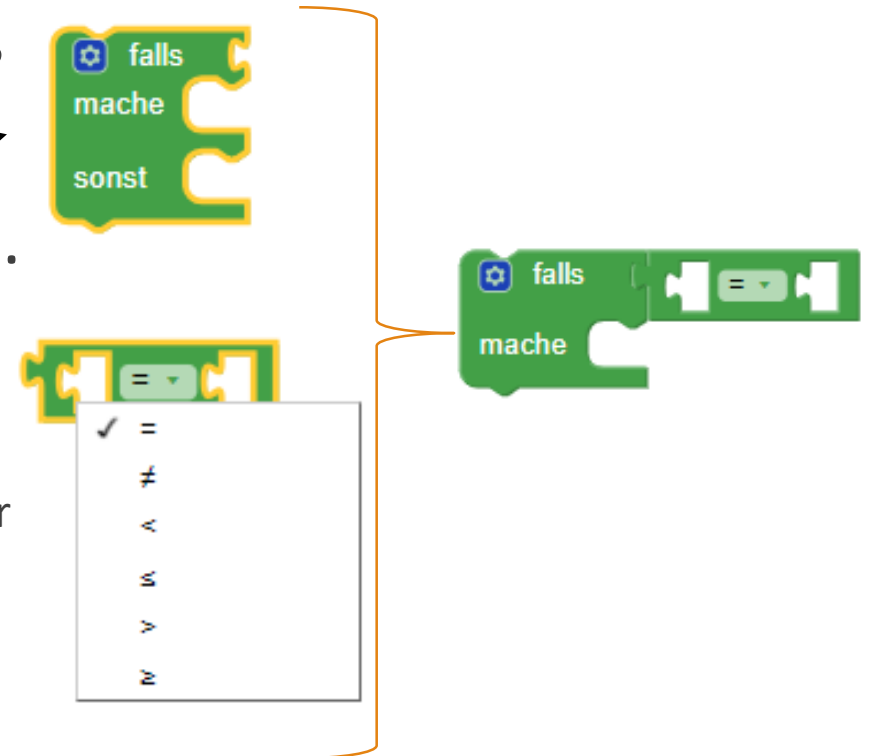 falls
mache
sonst
.
= 
=
≠
<
≤
>
≥
r
falls =
mache